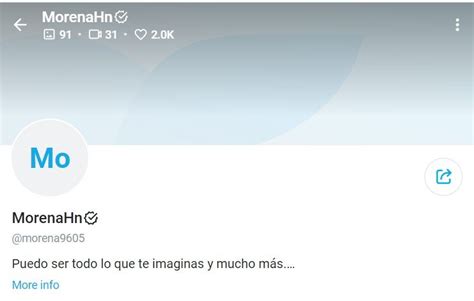 MorenaHn
91 • 31 • 2.0K
Mo
MorenaHn
@morena9605
Puedo ser todo lo que te imaginas y mucho más....
More info